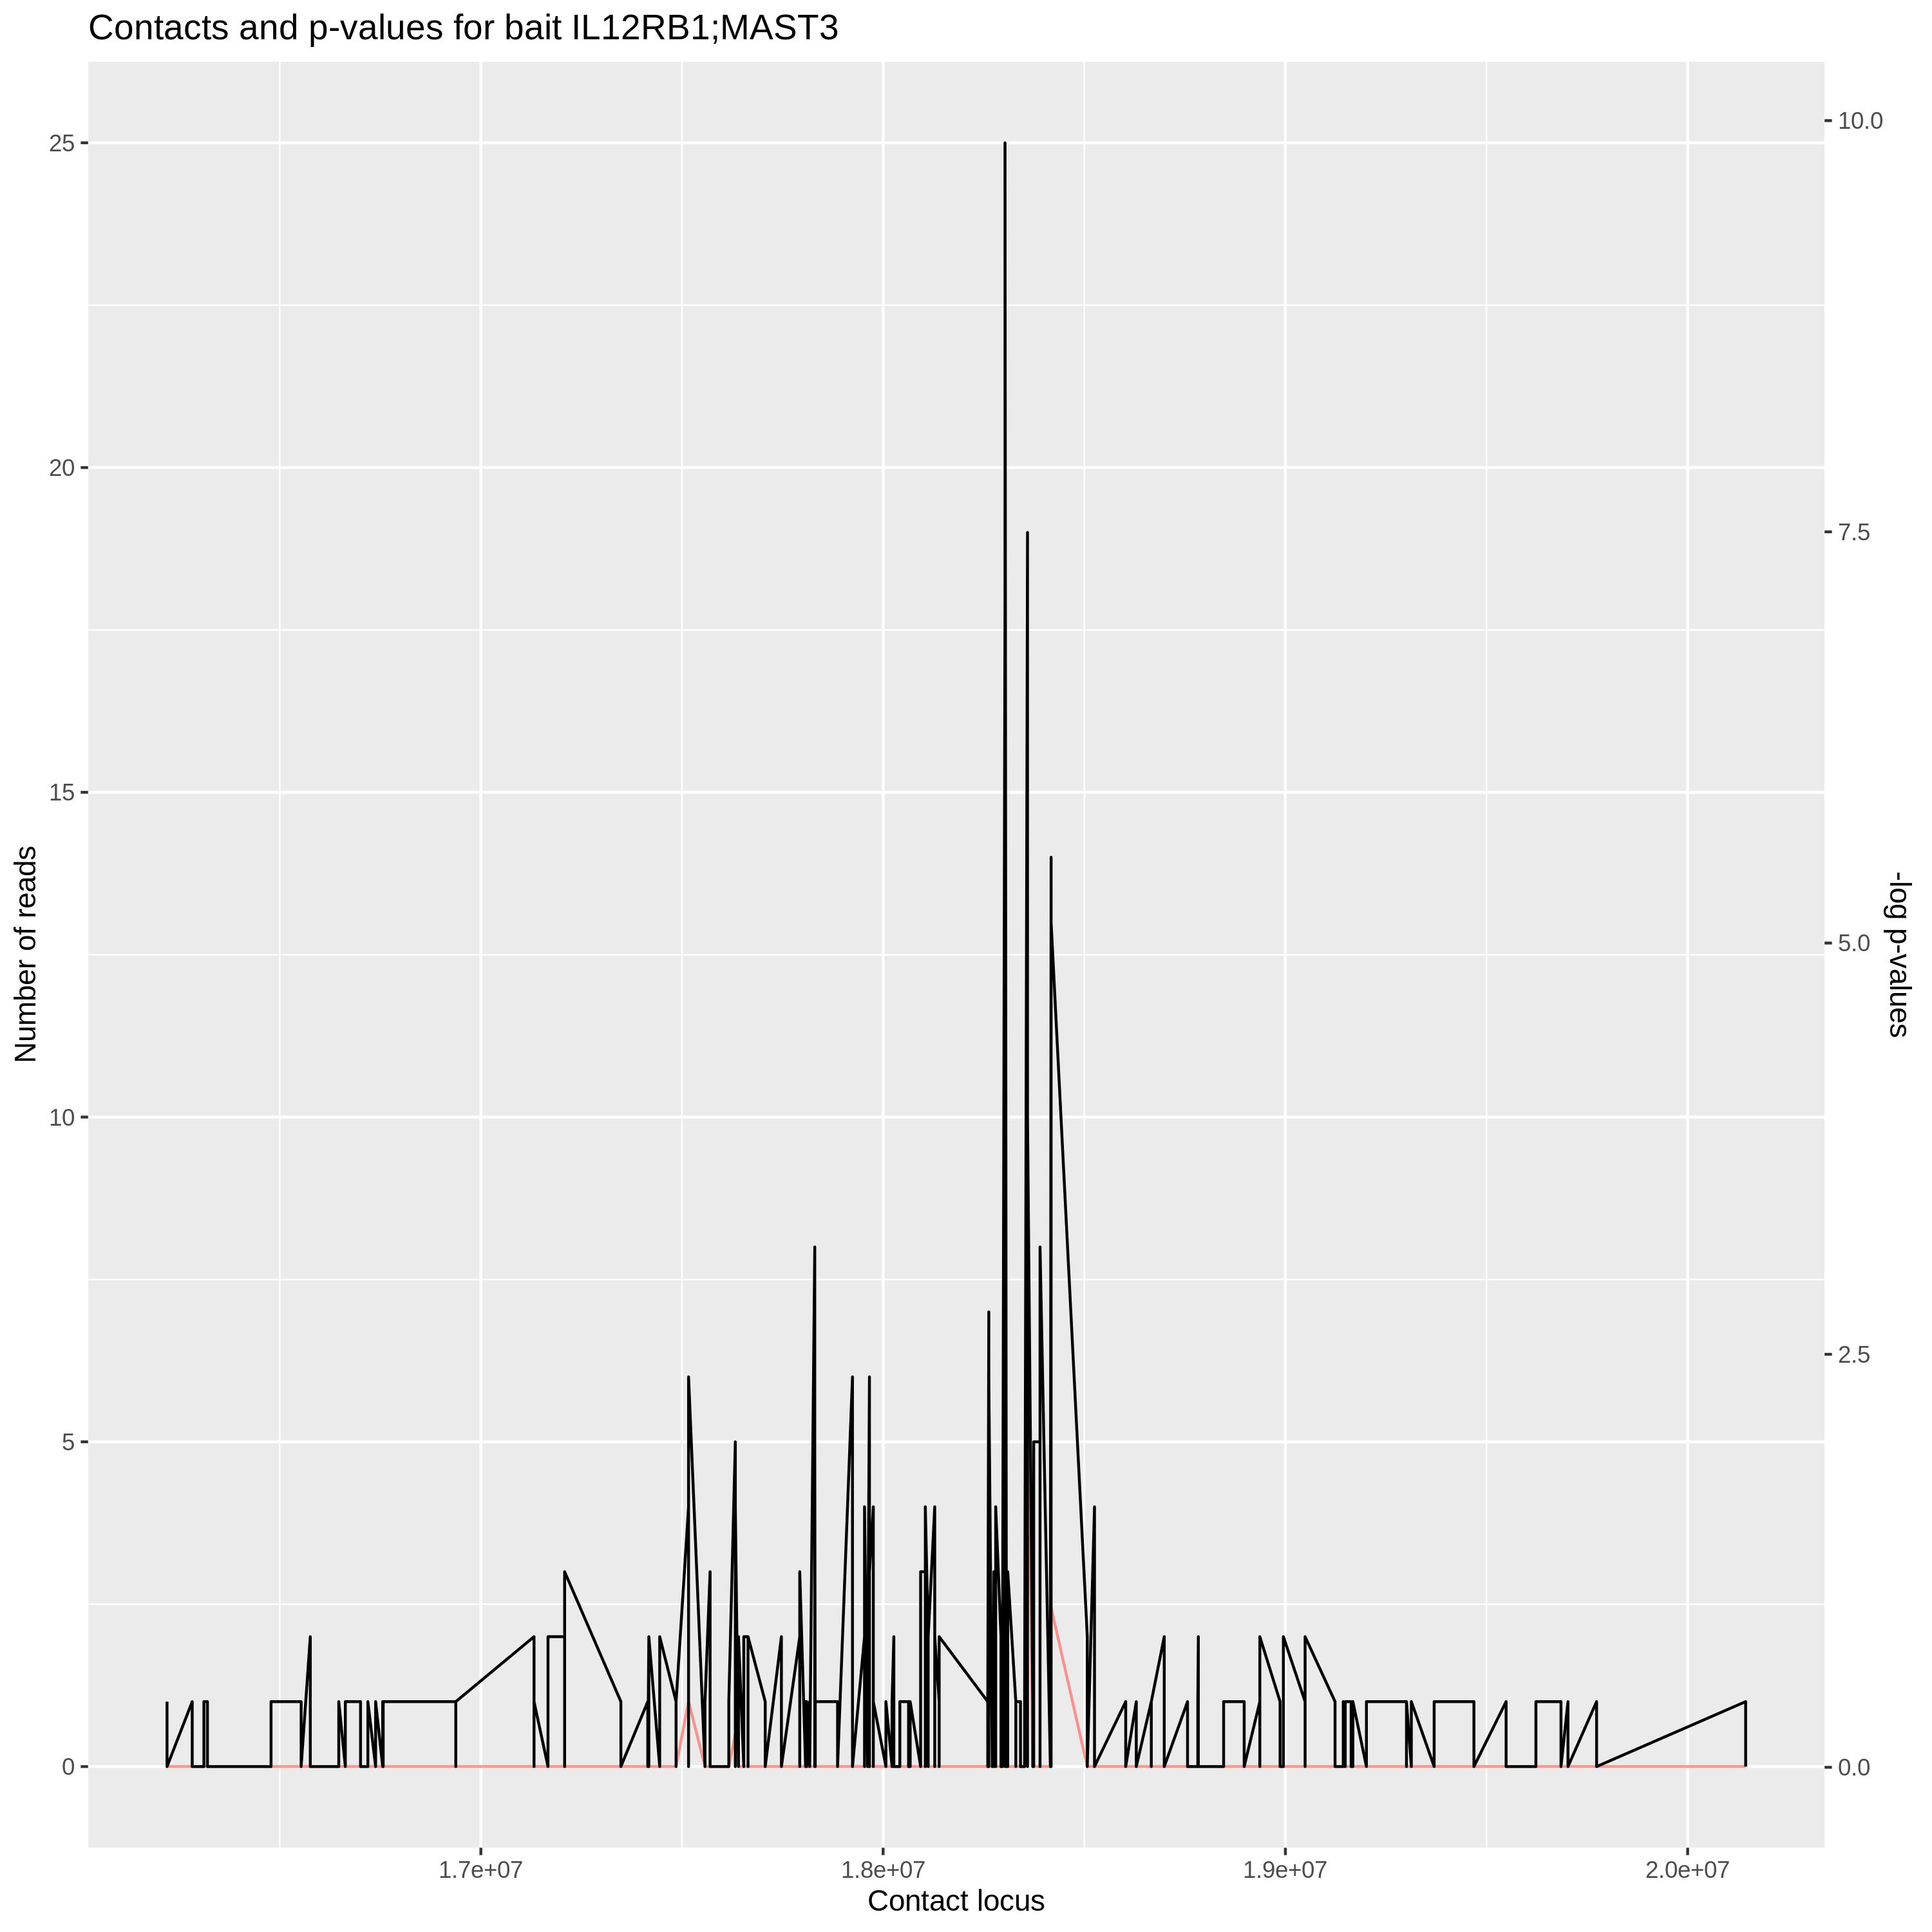 Contacts and p-values for bait IL12RB1;MAST3
25
20
15
10
5
0
Number of reads
10.0
7.5
5.0
2.5
0.0
-log p-values
1.7e+07
1.8e+07
1.9e+07
2.0e+07
Contact locus